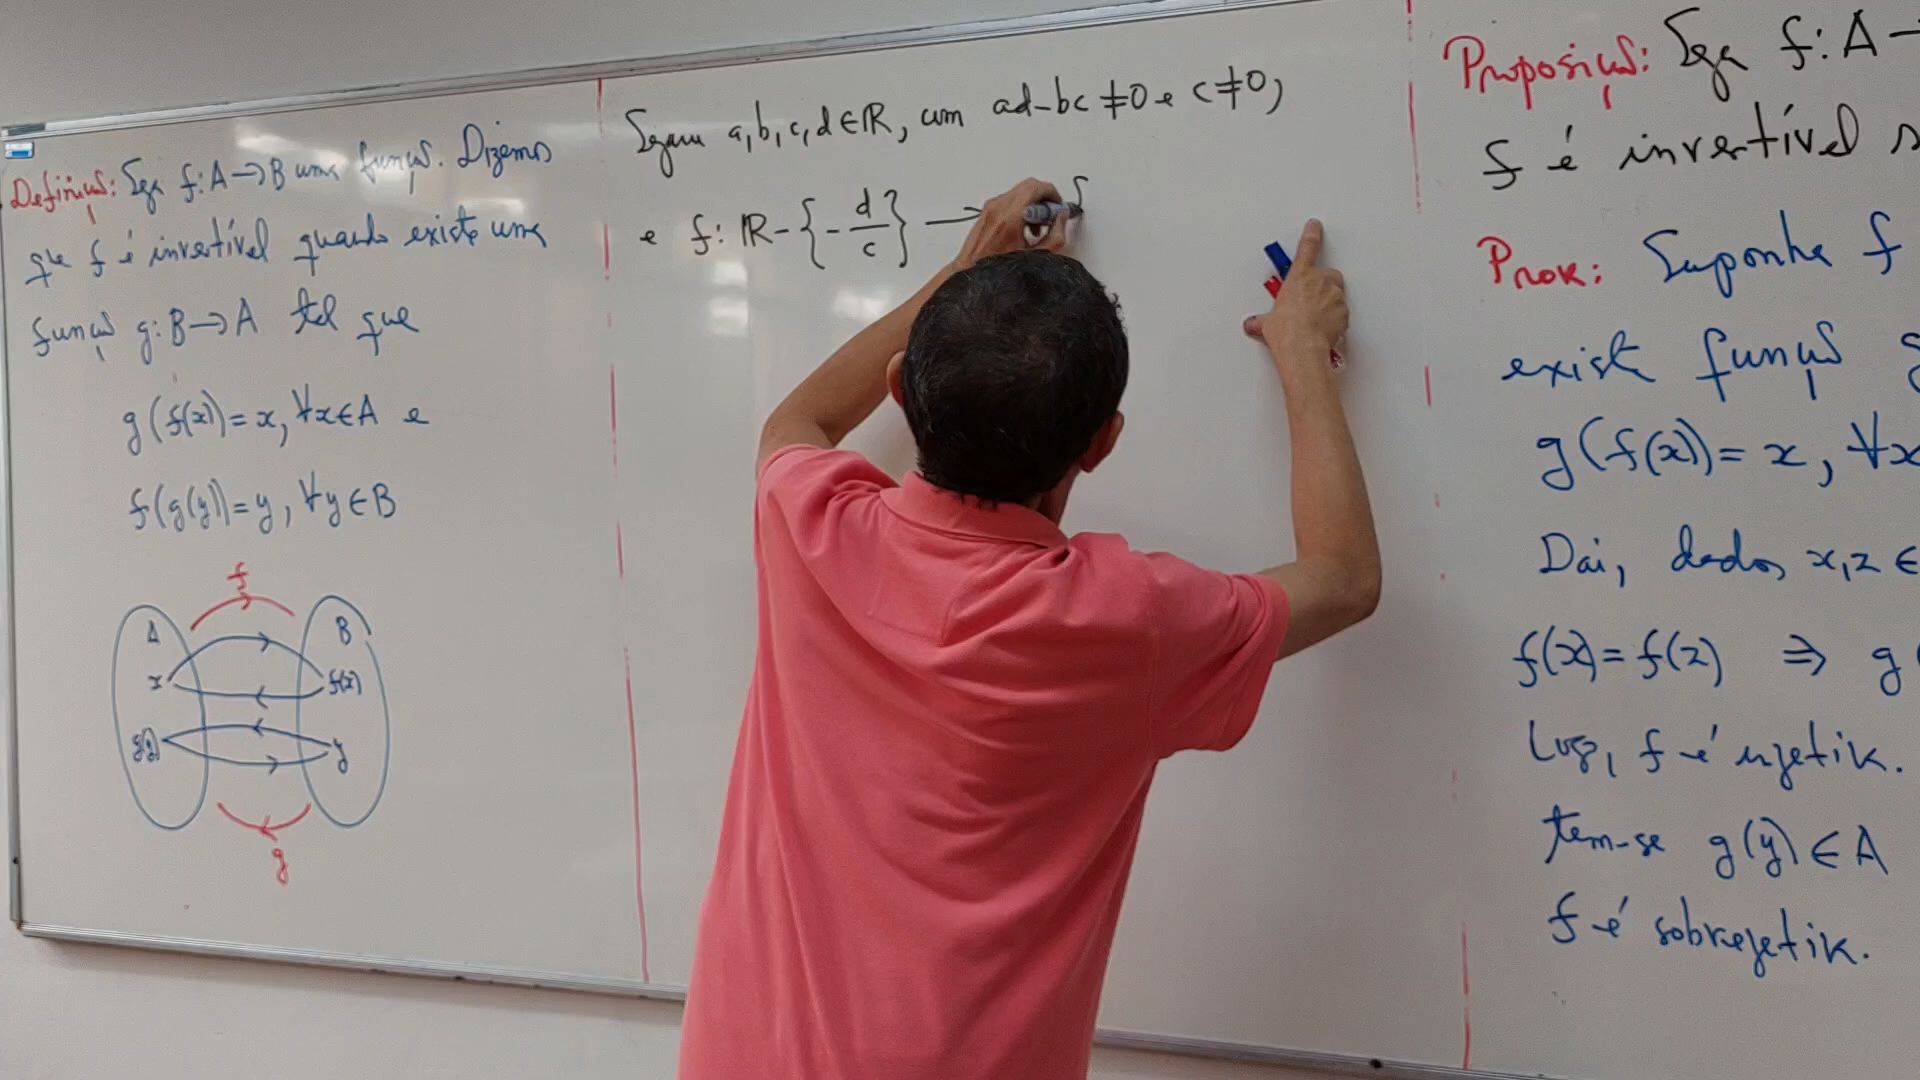 Definição: Seja f: A → B uma função. Dizemos
que f é invertível quando existe uma
função g: B → A tal que
g(f(x)) = x, ∀x ∈ A e
f(g(y)) = y, ∀y ∈ B
f
A B
x f(x)
g(y) y
g
Sejam a, b, c, d ∈ ℝ, com ad - bc ≠ 0 e c ≠ 0,
e f: ℝ - {-d/c} →
Proposição: Seja f: A →
f é invertível s
Prova: Suponha f
existe função g
g(f(x)) = x, ∀x
Daí, dados x, z ∈
f(x) = f(z) ⇒ g(
Logo, f é injetiva.
tem-se g(y) ∈ A
f é sobrejetiva.